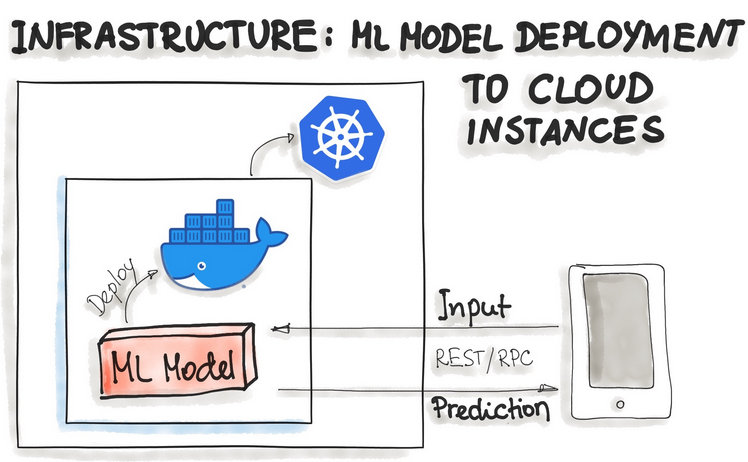 INFRASTRUCTURE: ML MODEL DEPLOYMENT
TO CLOUD
INSTANCES
Deploy
ML Model
Input
REST/RPC
Prediction